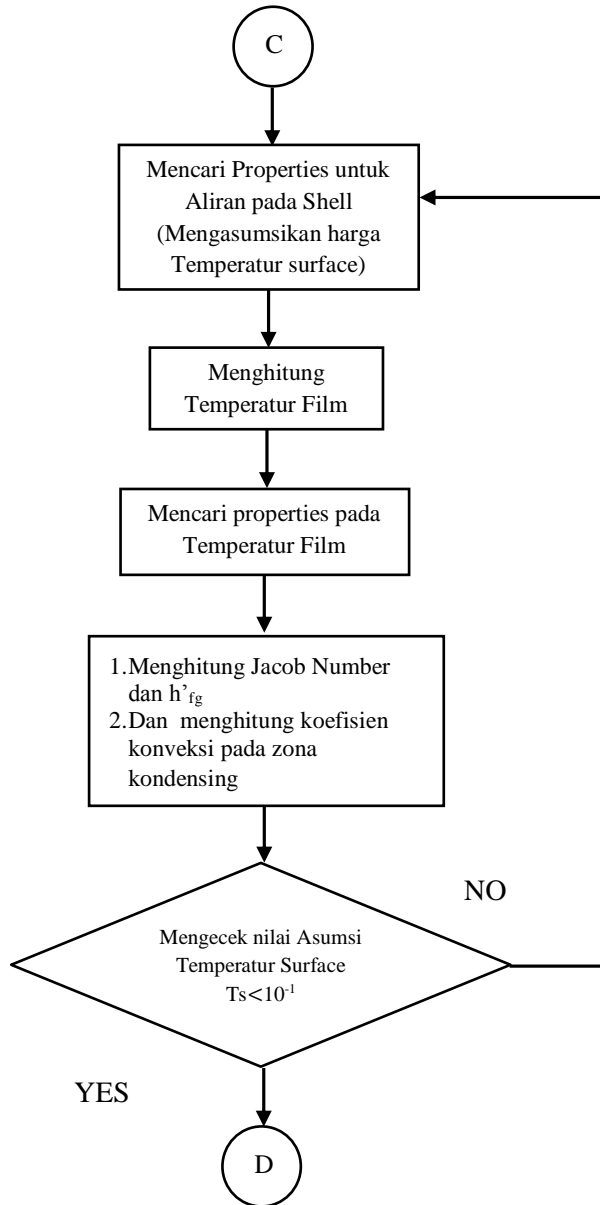 C
Mencari Properties untuk
Aliran pada Shell
(Mengasumsikan harga
Temperatur surface)
Menghitung
Temperatur Film
Mencari properties pada
Temperatur Film
1.Menghitung Jacob Number
dan h’fg
2.Dan menghitung koefisien
konveksi pada zona
kondensing
NO
Mengecek nilai Asumsi
Temperatur Surface
Ts<10⁻¹
YES
D